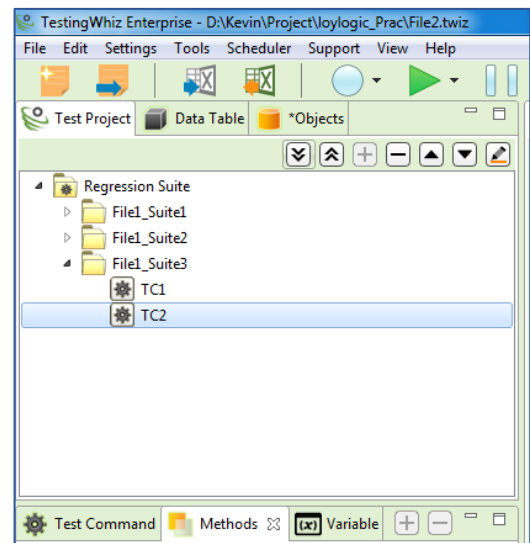 TestingWhiz Enterprise - D:\Kevin\Project\loylogic_Prac\File2.twiz
File Edit Settings Tools Scheduler Support View Help
Test Project Data Table *Objects
Regression Suite
File1_Suite1
File1_Suite2
File1_Suite3
TC1
TC2
Test Command Methods (x) Variable